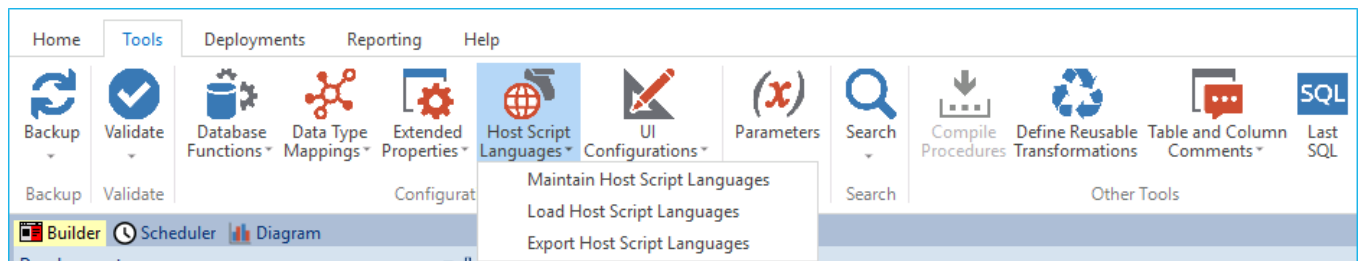 Home Tools Deployments Reporting Help
(x)
SQL
Backup Validate Database Data Type Extended Host Script UI Parameters Search Compile Define Reusable Table and Column Last
Functions Mappings Properties Languages Configurations Procedures Transformations Comments SQL
Maintain Host Script Languages
Backup Validate Configurat Search Other Tools
Load Host Script Languages
Builder Scheduler Diagram
Export Host Script Languages